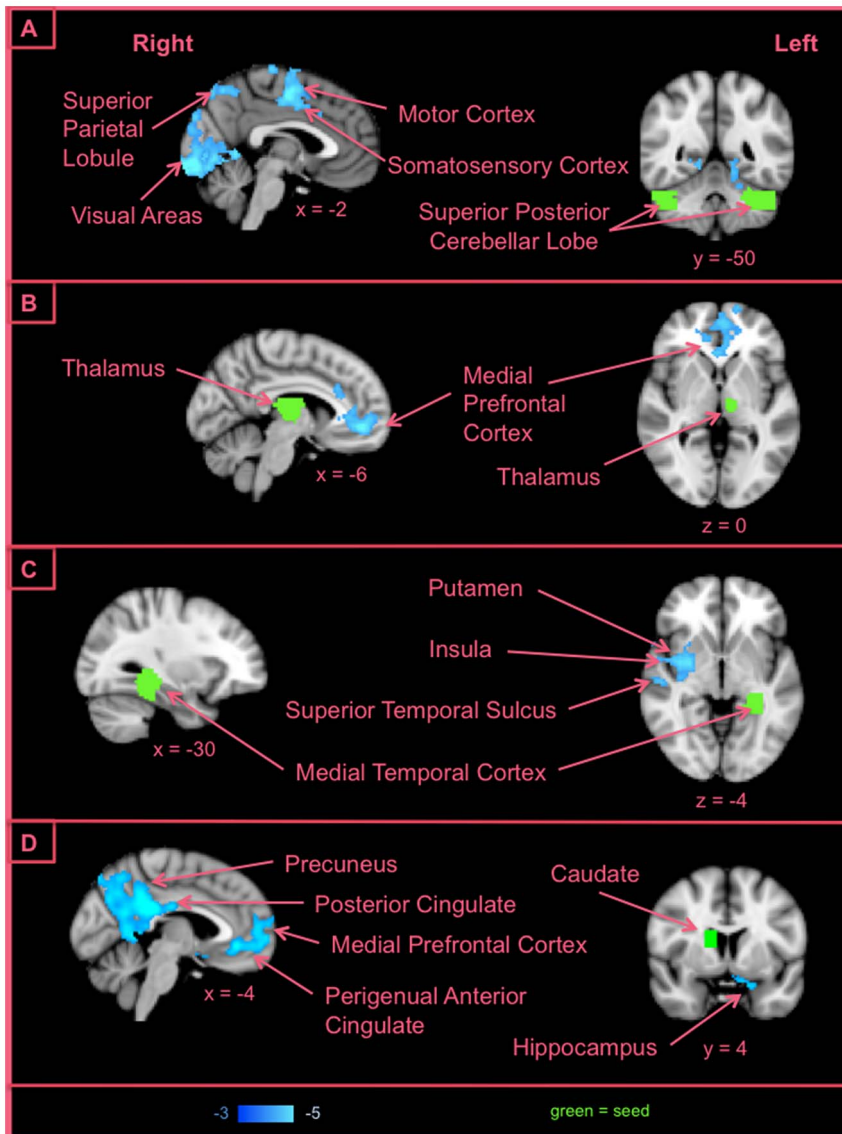 A
Right
Left
Superior
Parietal
Lobule
Motor Cortex
Somatosensory Cortex
Visual Areas
x = -2
Superior Posterior
Cerebellar Lobe
y = -50
B
Thalamus
Medial
Prefrontal
Cortex
x = -6
Thalamus
z = 0
C
Putamen
Insula
Superior Temporal Sulcus
x = -30
Medial Temporal Cortex
z = -4
D
Precuneus
Posterior Cingulate
Medial Prefrontal Cortex
x = -4
Perigenual Anterior
Cingulate
Caudate
Hippocampus
y = 4
-3
-5
green = seed